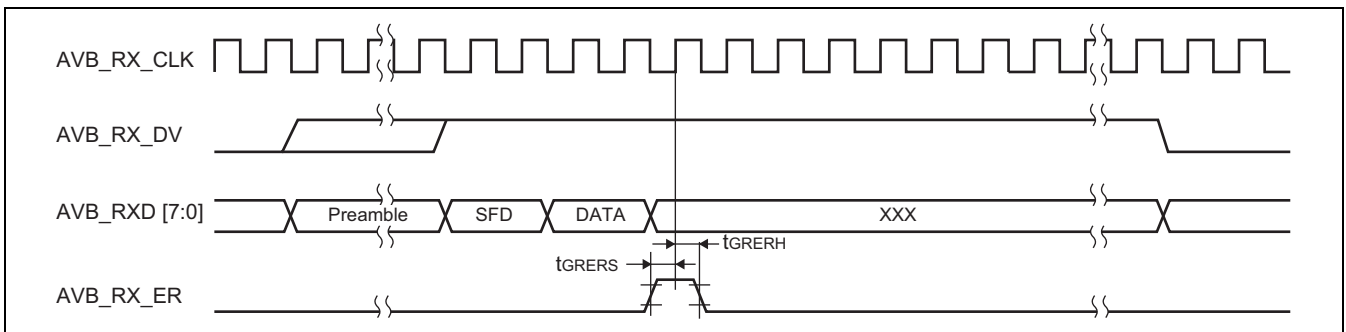 AVB_RX_CLK
AVB_RX_DV
AVB_RXD [7:0]
Preamble
SFD
DATA
XXX
tGRERH
tGRERS
AVB_RX_ER